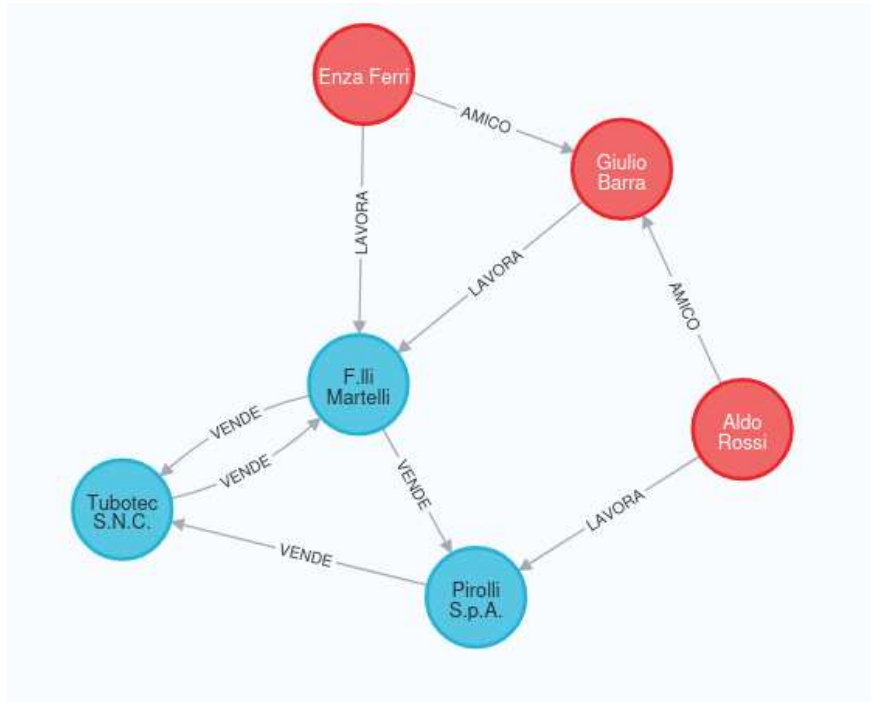 Enza Ferri
AMICO
Giulio
Barra
LAVORA
LAVORA
AMICO
F.lli
Martelli
VENDE
VENDE
VENDE
Aldo
Rossi
Tubotec
S.N.C.
LAVORA
VENDE
Pirolli
S.p.A.